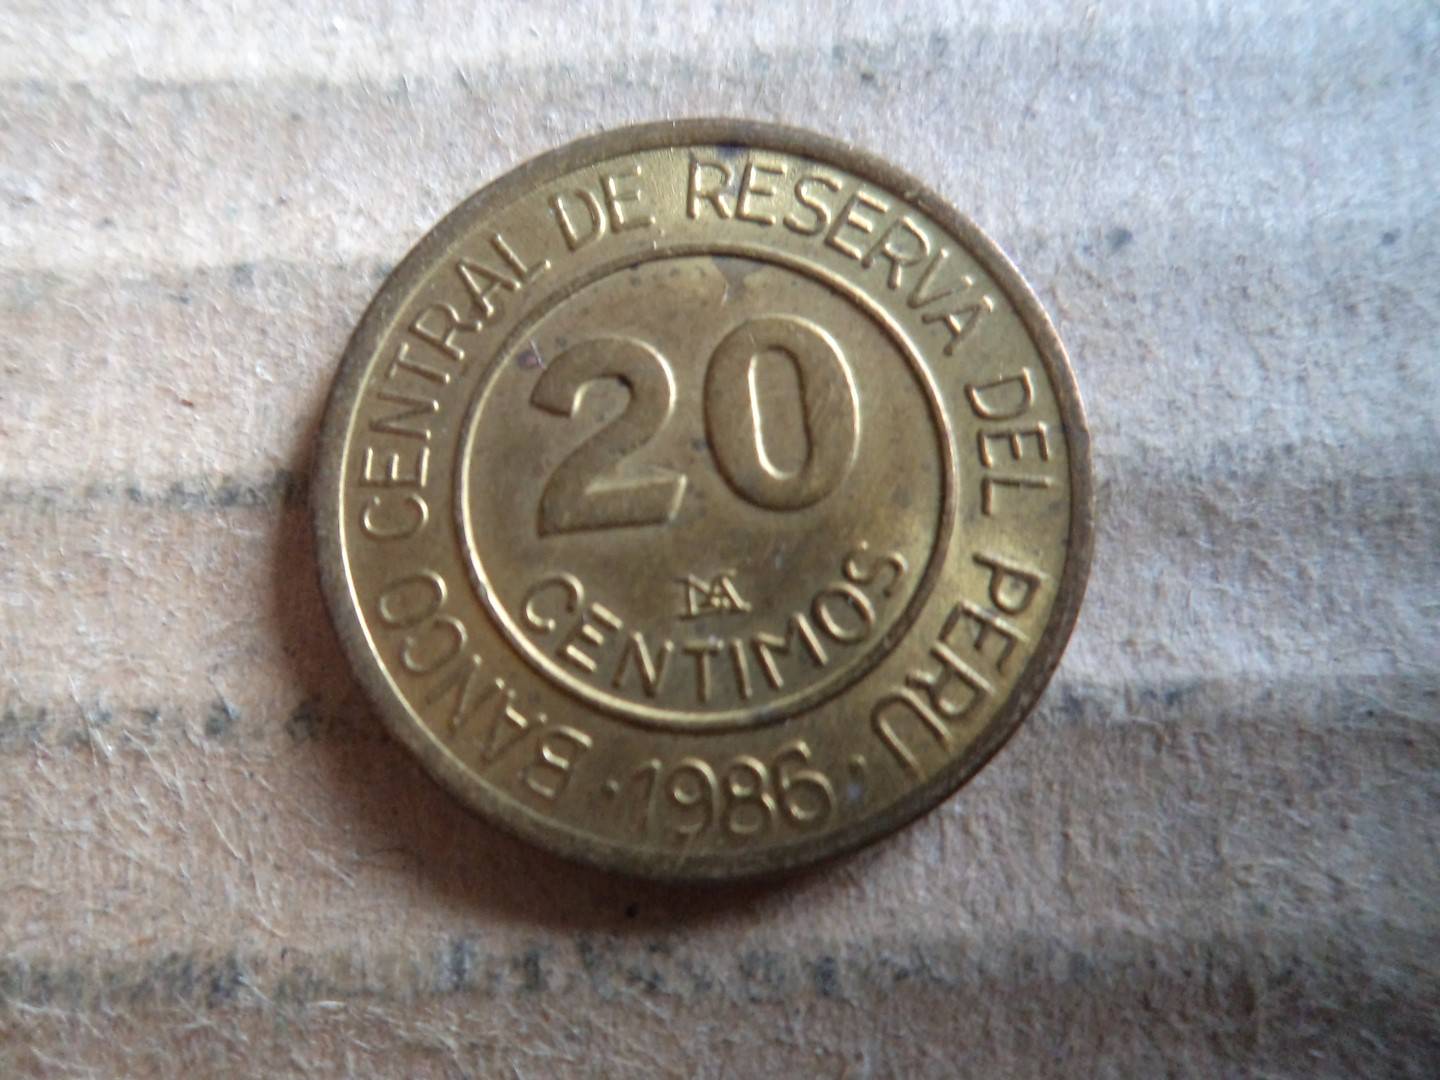 BANCO CENTRAL DE RESERVA DEL PERU
20
CENTIMOS
·1986·